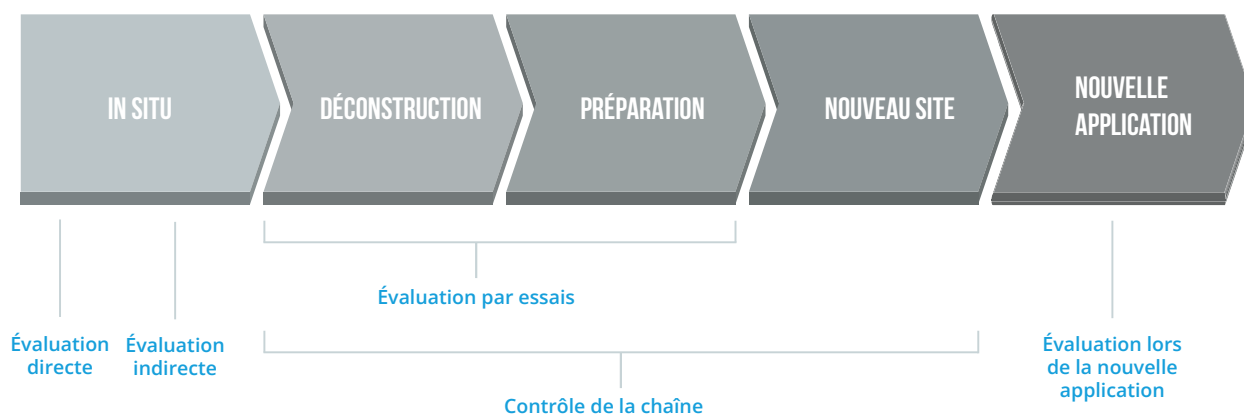 IN SITU
DÉCONSTRUCTION
PRÉPARATION
NOUVEAU SITE
NOUVELLE
APPLICATION
Évaluation par essais
Évaluation
directe
Évaluation
indirecte
Évaluation lors
de la nouvelle
application
Contrôle de la chaîne